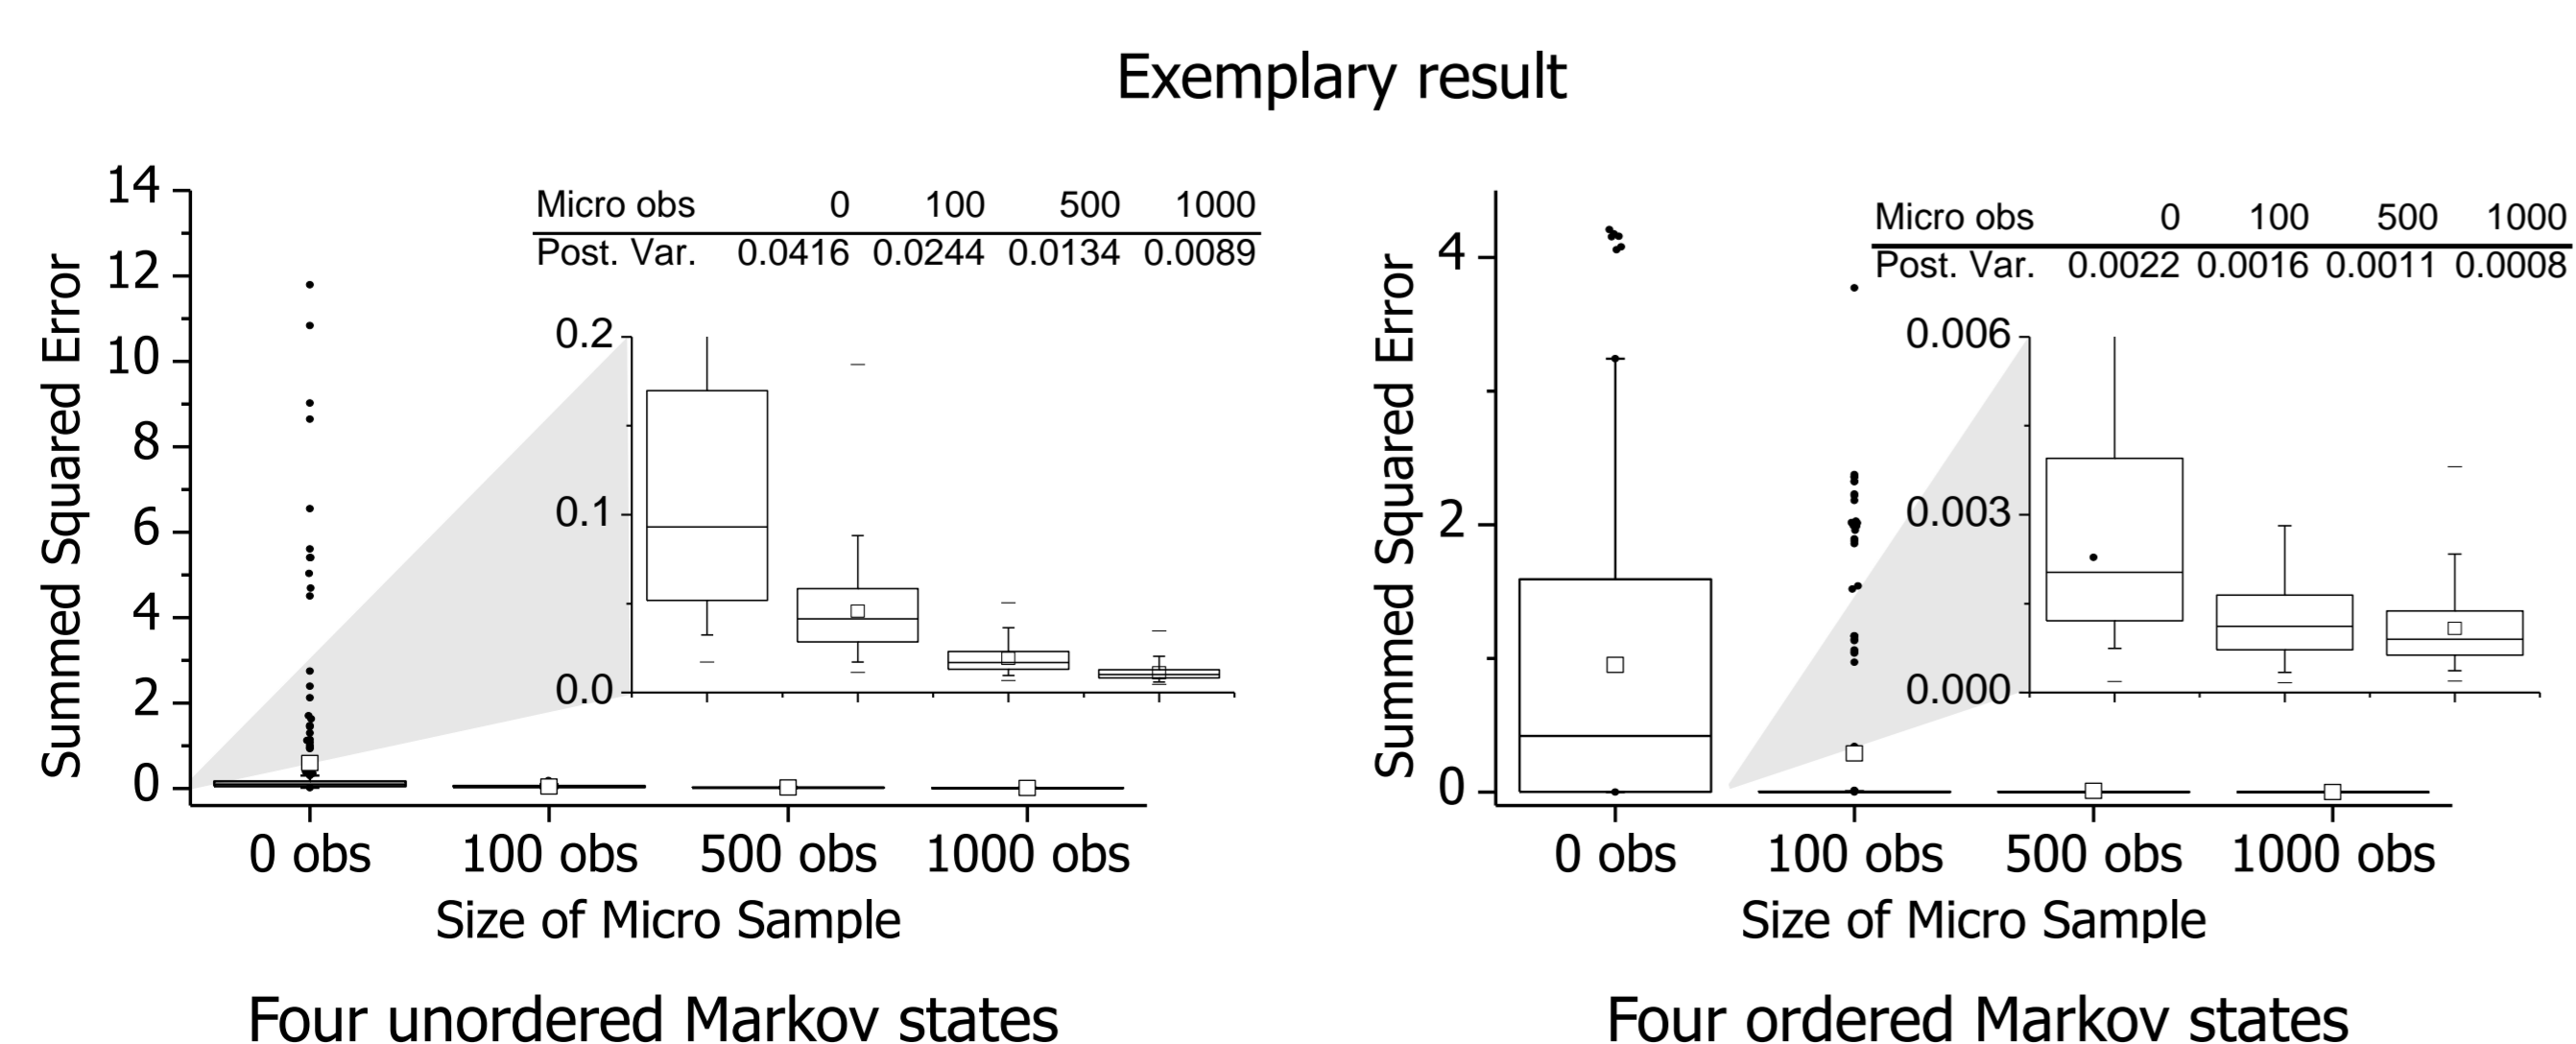 Exemplary result
Summed Squared Error
14
12
10
8
6
4
2
0
Micro obs 0 100 500 1000
Post. Var. 0.0416 0.0244 0.0134 0.0089
0.2
0.1
0.0
0 obs 100 obs 500 obs 1000 obs
Size of Micro Sample
Four unordered Markov states
Summed Squared Error
4
2
0
Micro obs 0 100 500 1000
Post. Var. 0.0022 0.0016 0.0011 0.0008
0.006
0.003
0.000
0 obs 100 obs 500 obs 1000 obs
Size of Micro Sample
Four ordered Markov states